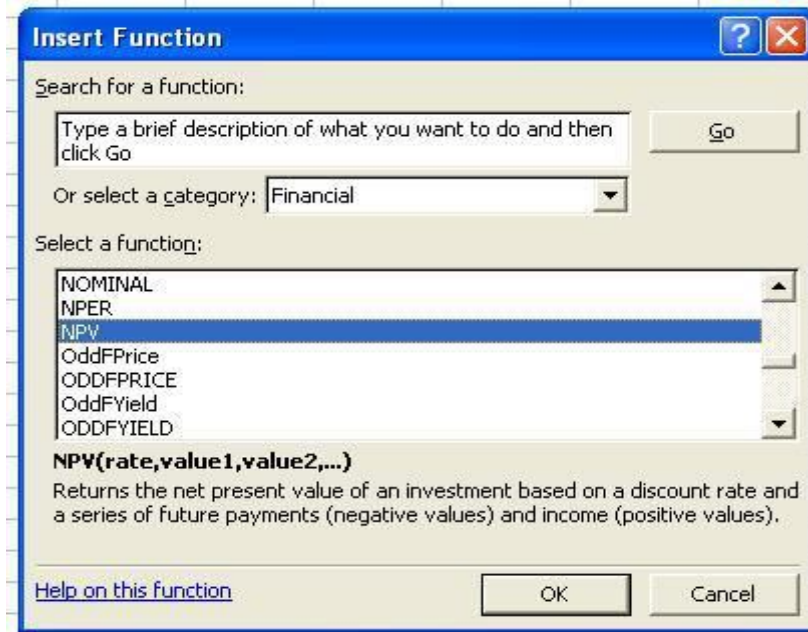 Insert Function
Search for a function:
Type a brief description of what you want to do and then
click Go
Go
Or select a category: Financial
Select a function:
NOMINAL
NPER
NPV
OddFPrice
ODDFPRICE
OddFYield
ODDFYIELD
NPV(rate,value1,value2,...)
Returns the net present value of an investment based on a discount rate and
a series of future payments (negative values) and income (positive values).
Help on this function
OK
Cancel